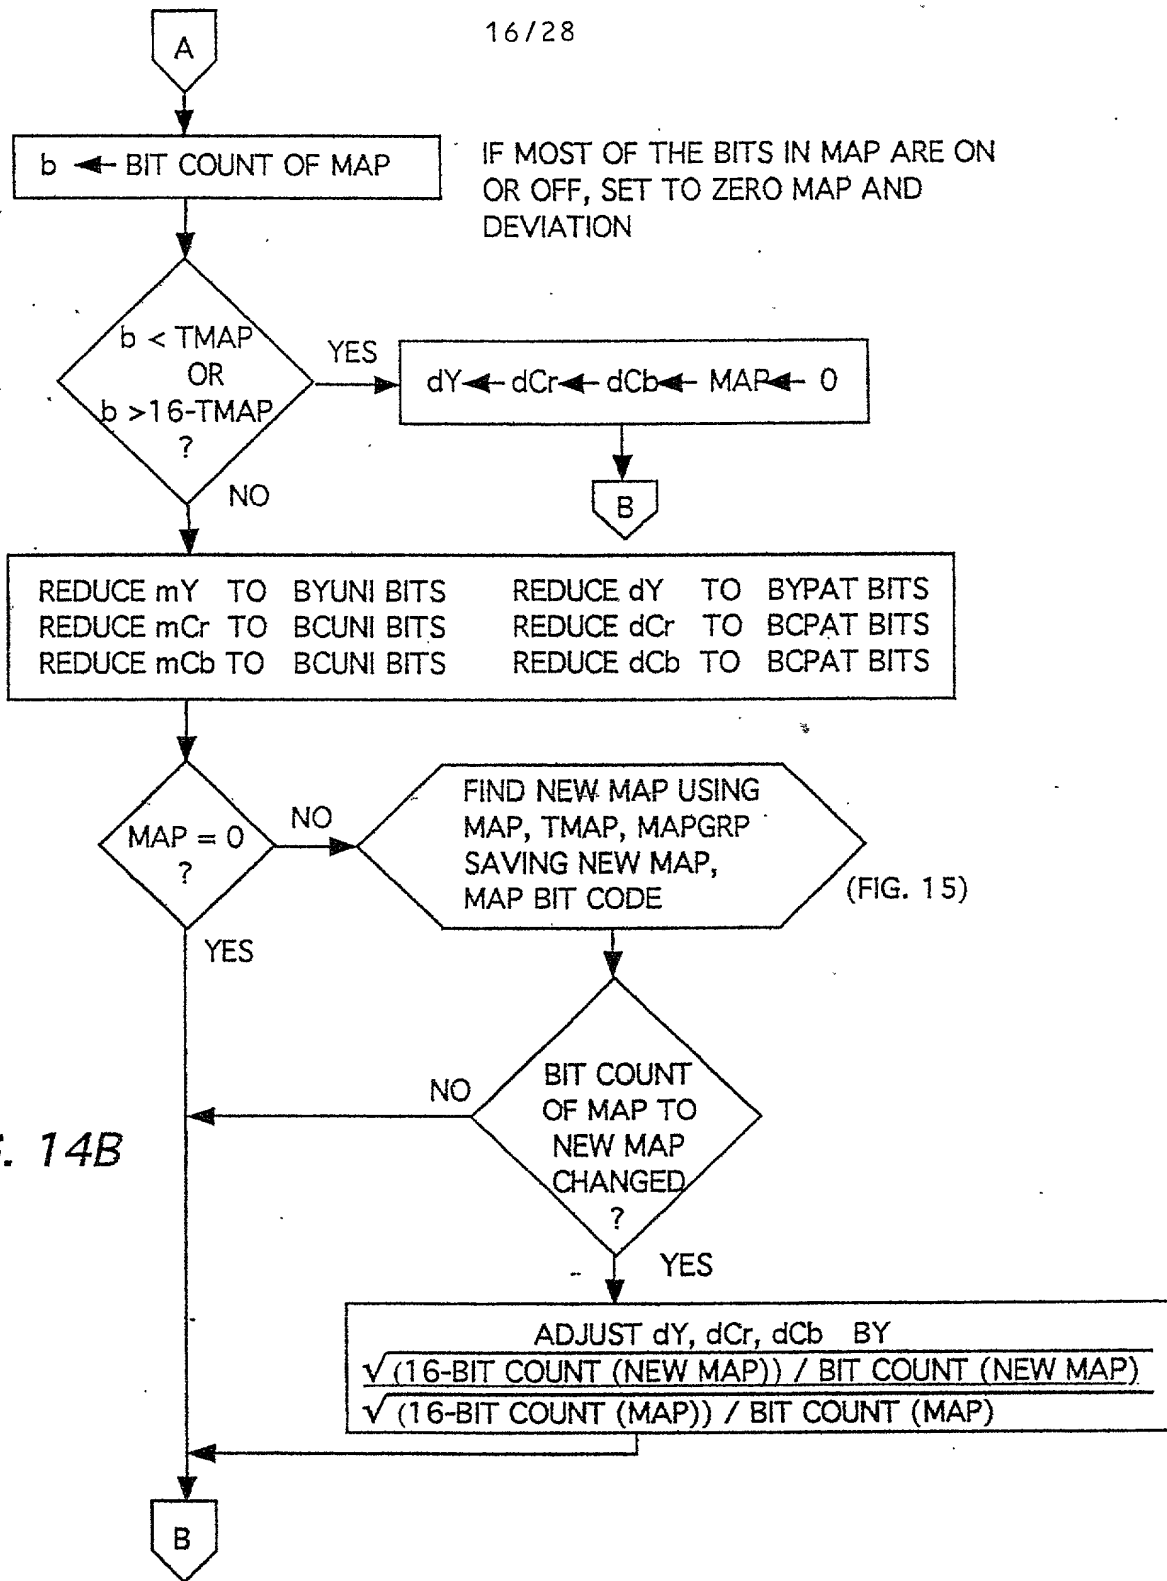 16/28
A
b ← BIT COUNT OF MAP
IF MOST OF THE BITS IN MAP ARE ON
OR OFF, SET TO ZERO MAP AND
DEVIATION
b < TMAP
OR
b >16-TMAP
?
YES
dY ← dCr ← dCb ← MAP ← 0
B
NO
REDUCE mY TO BYUNI BITS REDUCE dY TO BYPAT BITS
REDUCE mCr TO BCUNI BITS REDUCE dCr TO BCPAT BITS
REDUCE mCb TO BCUNI BITS REDUCE dCb TO BCPAT BITS
MAP = 0
?
NO
FIND NEW MAP USING
MAP, TMAP, MAPGRP
SAVING NEW MAP,
MAP BIT CODE
(FIG. 15)
YES
BIT COUNT
OF MAP TO
NEW MAP
CHANGED
?
NO
. 14B
YES
ADJUST dY, dCr, dCb BY
√(16-BIT COUNT (NEW MAP)) / BIT COUNT (NEW MAP)
√(16-BIT COUNT (MAP)) / BIT COUNT (MAP)
B